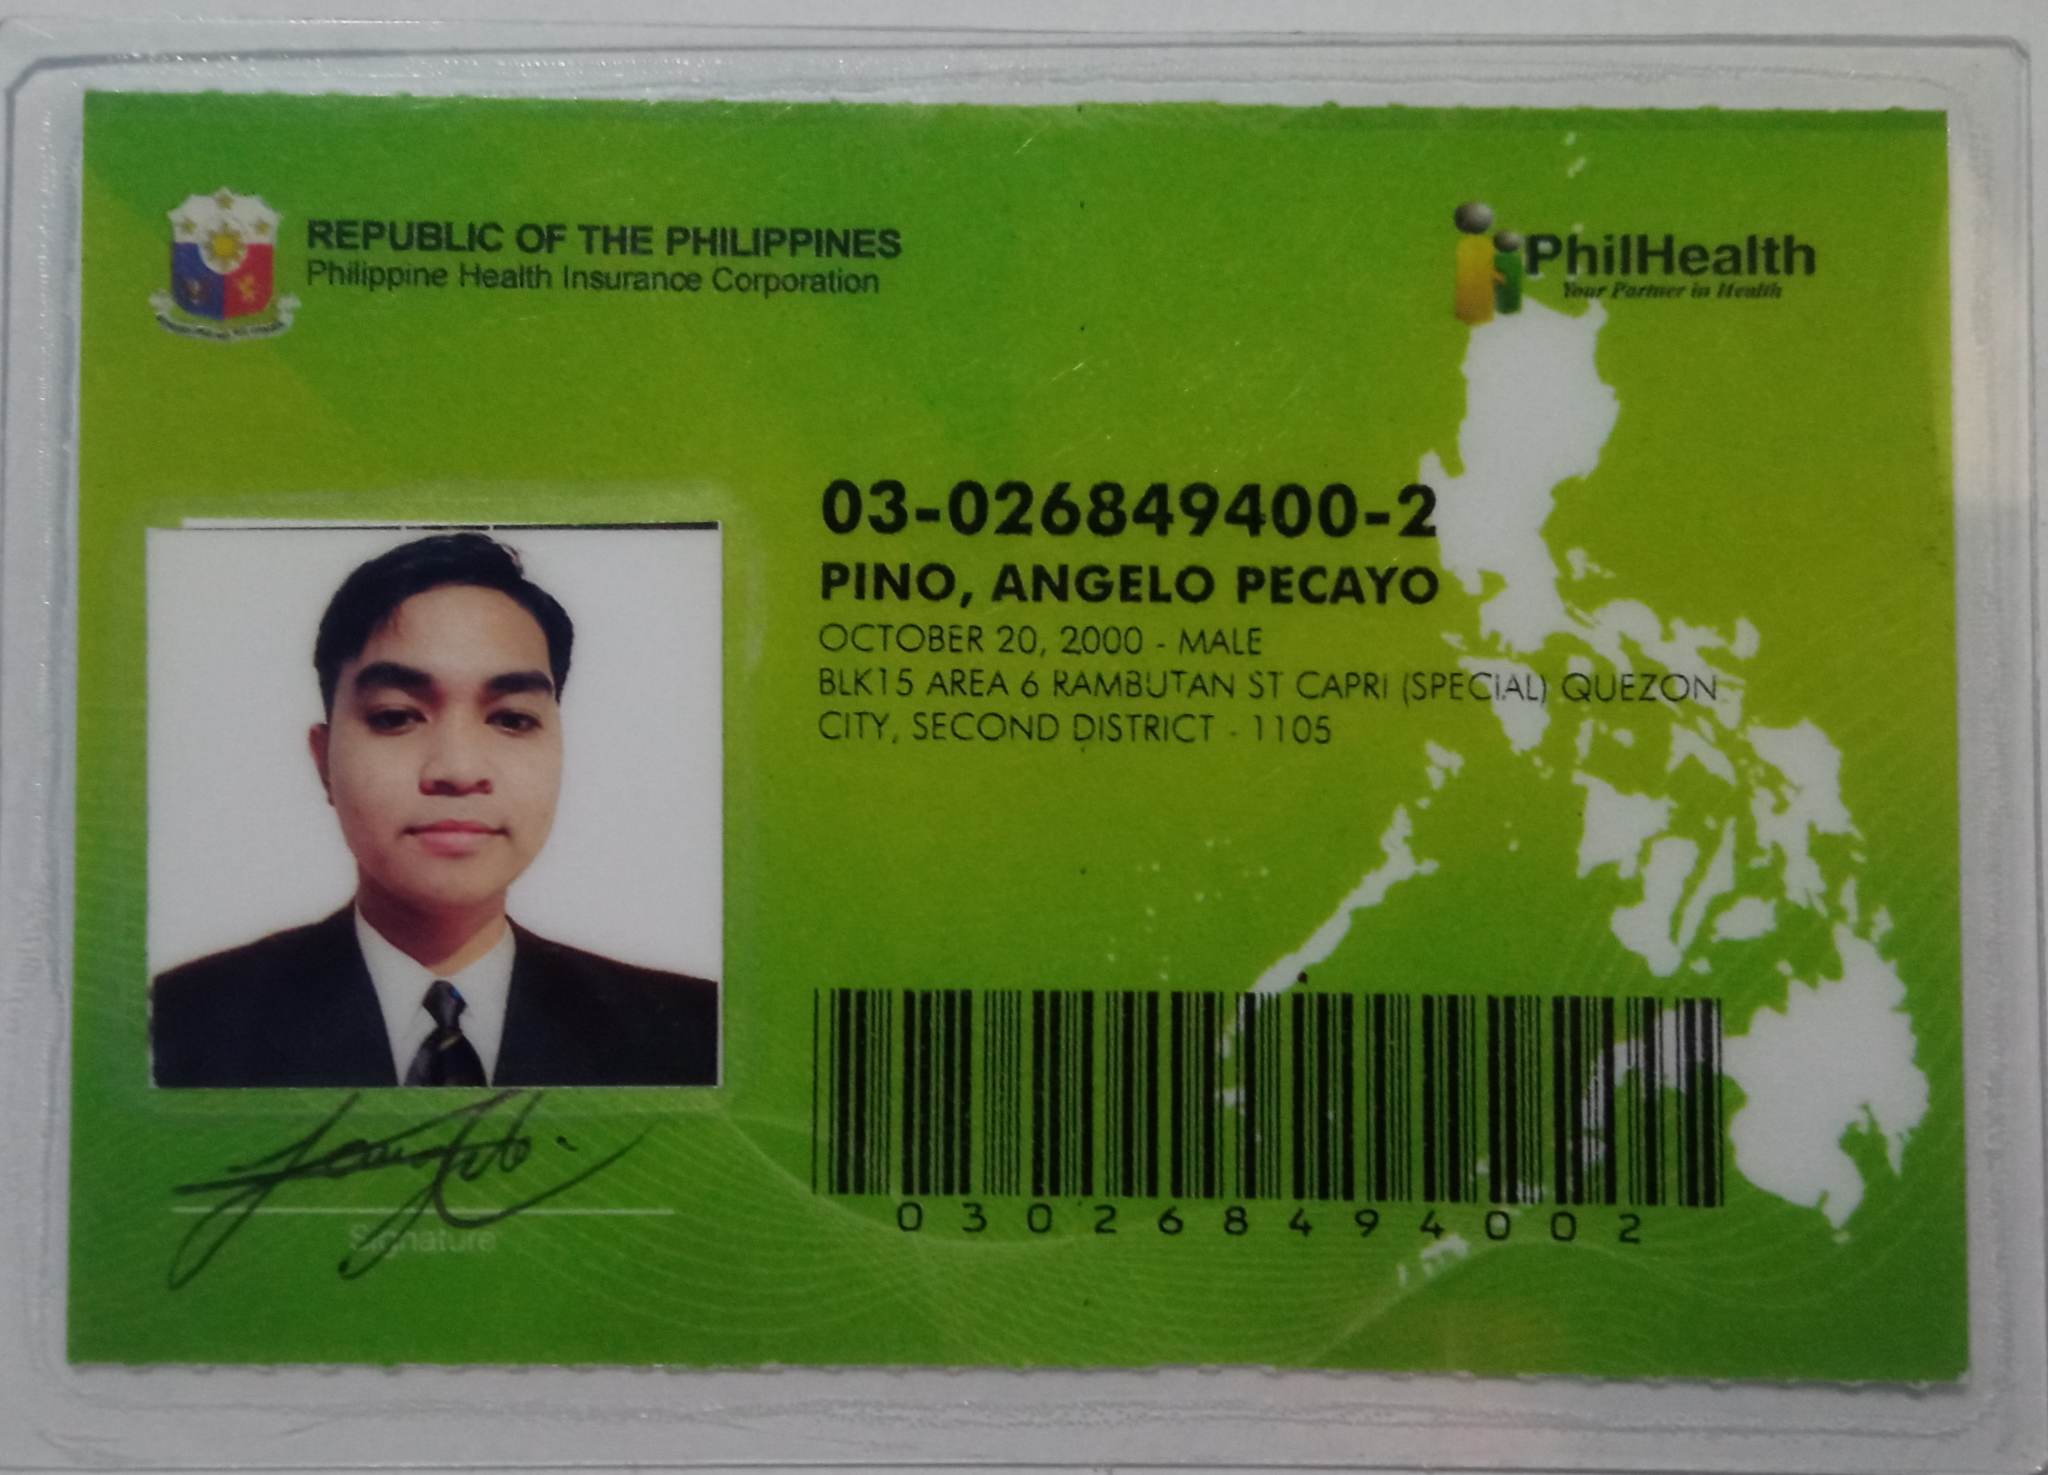 REPUBLIC OF THE PHILIPPINES
Philippine Health Insurance Corporation
PhilHealth
Your Partner in Health
03-026849400-2
PINO, ANGELO PECAYO
OCTOBER 20, 2000 - MALE
BLK15 AREA 6 RAMBUTAN ST CAPRI (SPECIAL) QUEZON
CITY, SECOND DISTRICT - 1105
030268494002
Signature